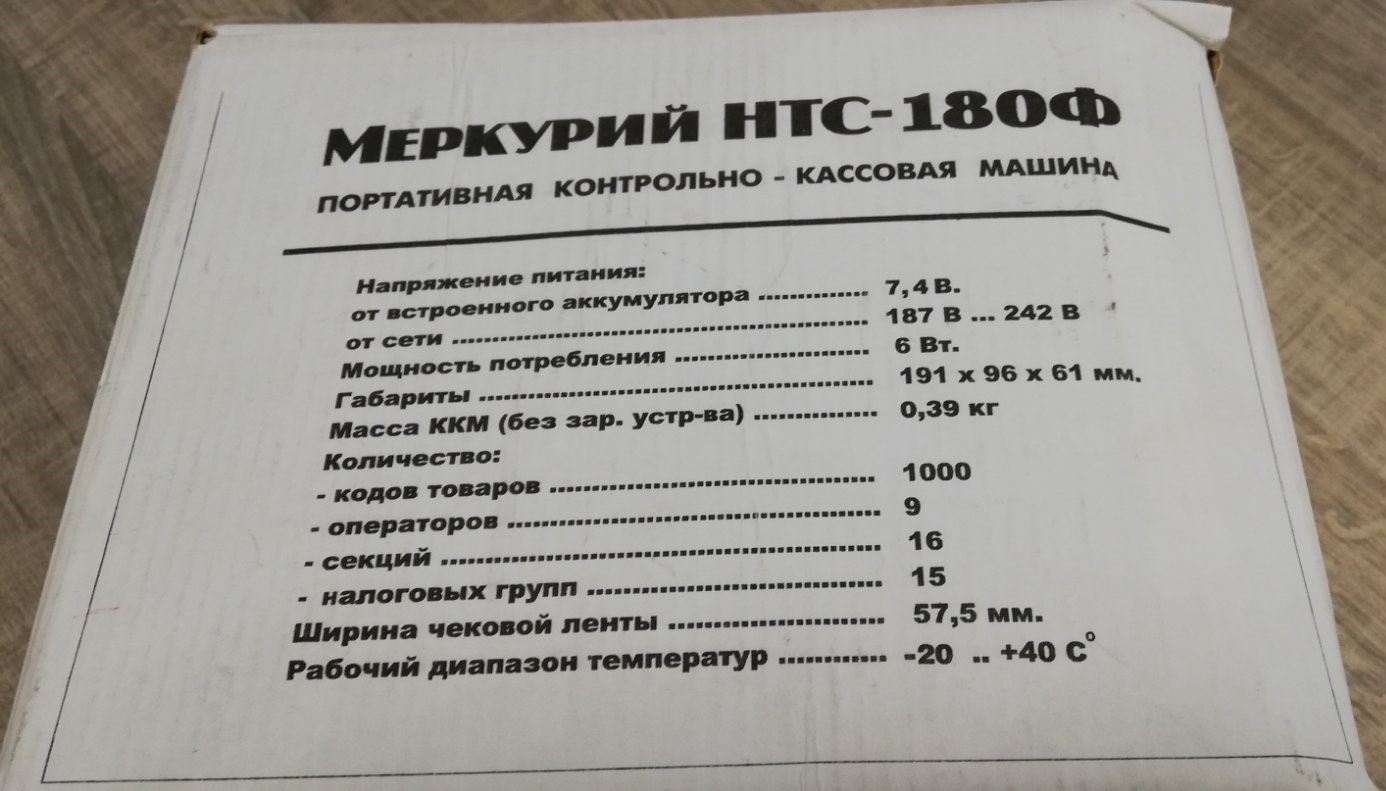 МЕРКУРИЙ НТС-180Ф
ПОРТАТИВНАЯ КОНТРОЛЬНО - КАССОВАЯ МАШИНА
Напряжение питания:
от встроенного аккумулятора .............. 7,4 В.
от сети .................................................... 187 В ... 242 В
Мощность потребления ......................... 6 Вт.
Габариты .................................................. 191 х 96 х 61 мм.
Масса ККМ (без зар. устр-ва) ................ 0,39 кг
Количество:
- кодов товаров ......................................... 1000
- операторов ............................................... 9
- секций ....................................................... 16
- налоговых групп ..................................... 15
Ширина чековой ленты ........................... 57,5 мм.
Рабочий диапазон температур ............. -20 .. +40 С°